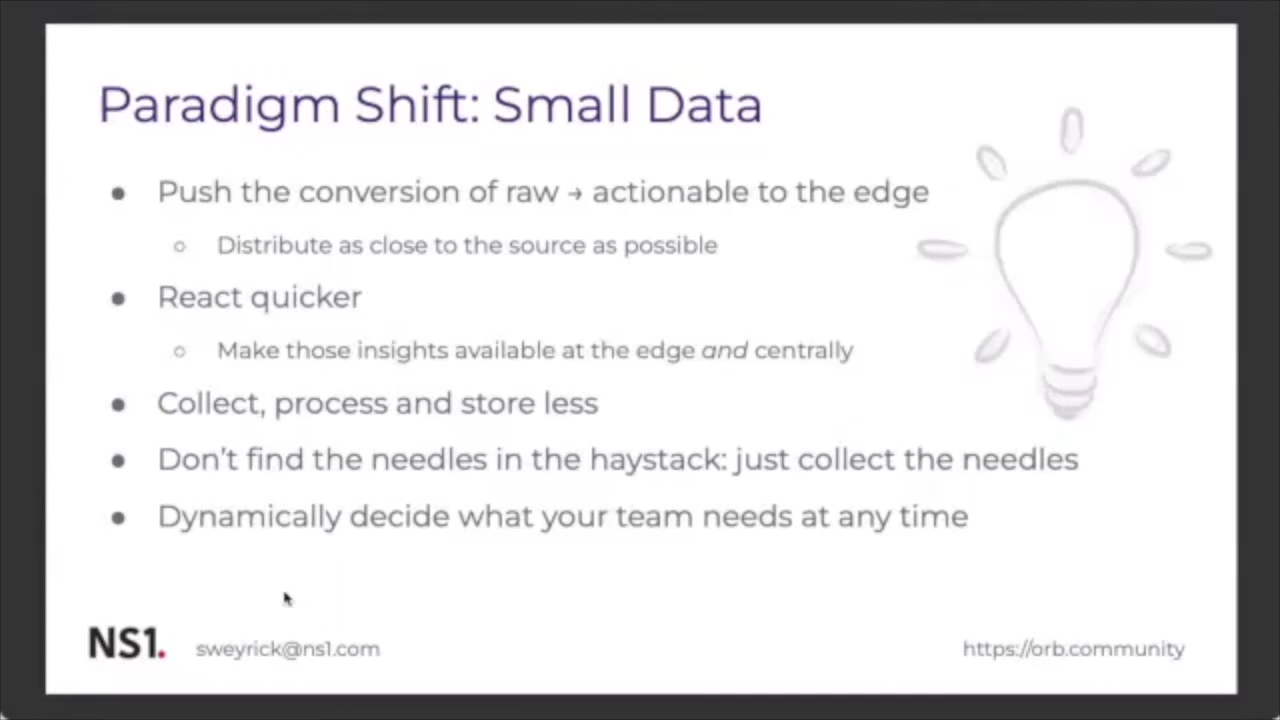 Paradigm Shift: Small Data
● Push the conversion of raw → actionable to the edge
○ Distribute as close to the source as possible
● React quicker
○ Make those insights available at the edge and centrally
● Collect, process and store less
● Don't find the needles in the haystack: just collect the needles
● Dynamically decide what your team needs at any time
NS1. sweyrick@ns1.com https://orb.community